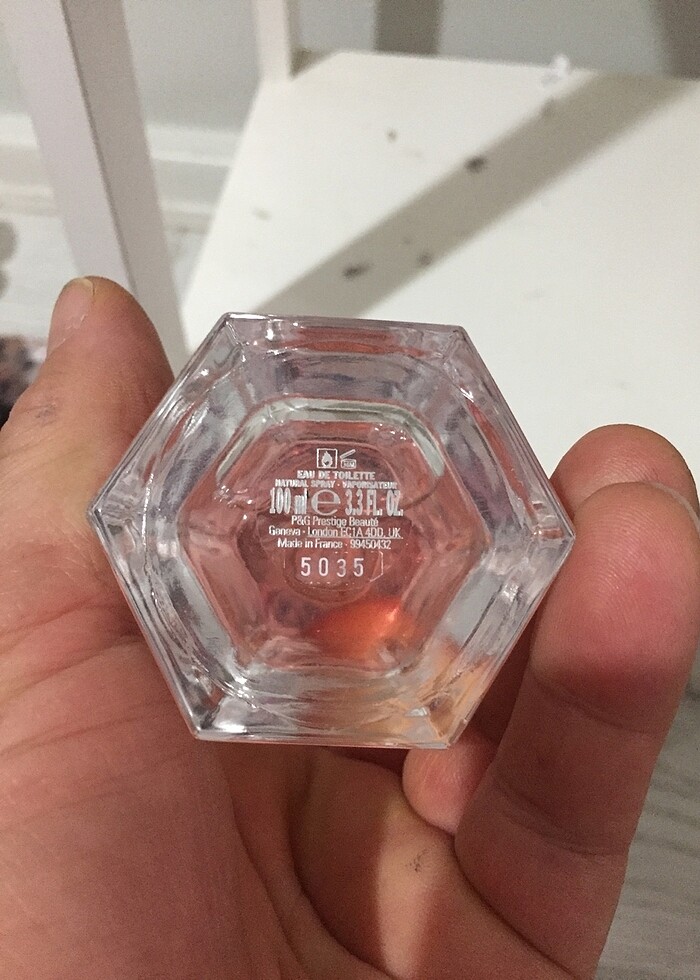 EAU DE TOILETTE
NATURAL SPRAY - VAPORISATEUR
100 ml e 3.3 FL. OZ.
P&G Prestige Beauté
Geneva - London EC1A 4DD, UK
Made in France - 99450432
5035